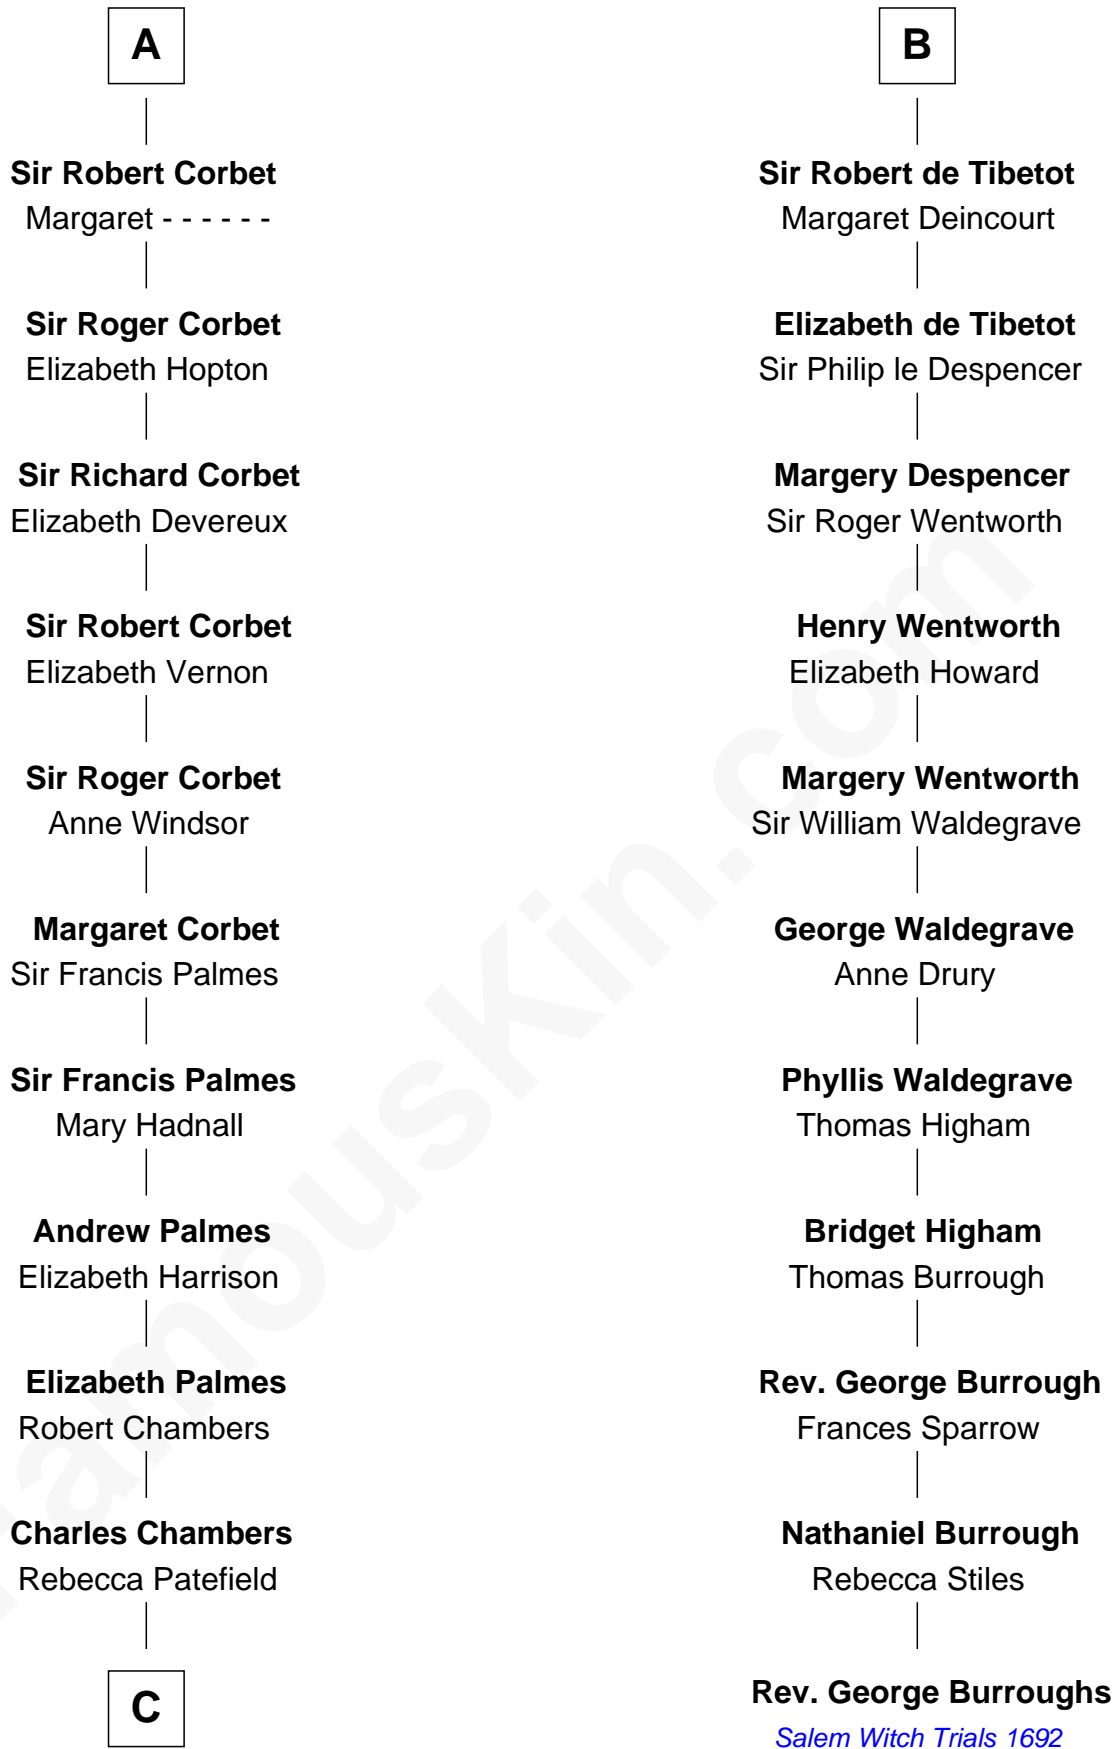 A
Sir Robert Corbet
Margaret - - - - - -
Sir Roger Corbet
Elizabeth Hopton
Sir Richard Corbet
Elizabeth Devereux
Sir Robert Corbet
Elizabeth Vernon
Sir Roger Corbet
Anne Windsor
Margaret Corbet
Sir Francis Palmes
Sir Francis Palmes
Mary Hadnall
Andrew Palmes
Elizabeth Harrison
Elizabeth Palmes
Robert Chambers
Charles Chambers
Rebecca Patefield
C
B
Sir Robert de Tibetot
Margaret Deincourt
Elizabeth de Tibetot
Sir Philip le Despencer
Margery Despencer
Sir Roger Wentworth
Henry Wentworth
Elizabeth Howard
Margery Wentworth
Sir William Waldegrave
George Waldegrave
Anne Drury
Phyllis Waldegrave
Thomas Higham
Bridget Higham
Thomas Burrough
Rev. George Burrough
Frances Sparrow
Nathaniel Burrough
Rebecca Stiles
Rev. George Burroughs
Salem Witch Trials 1692
FamousKin.com